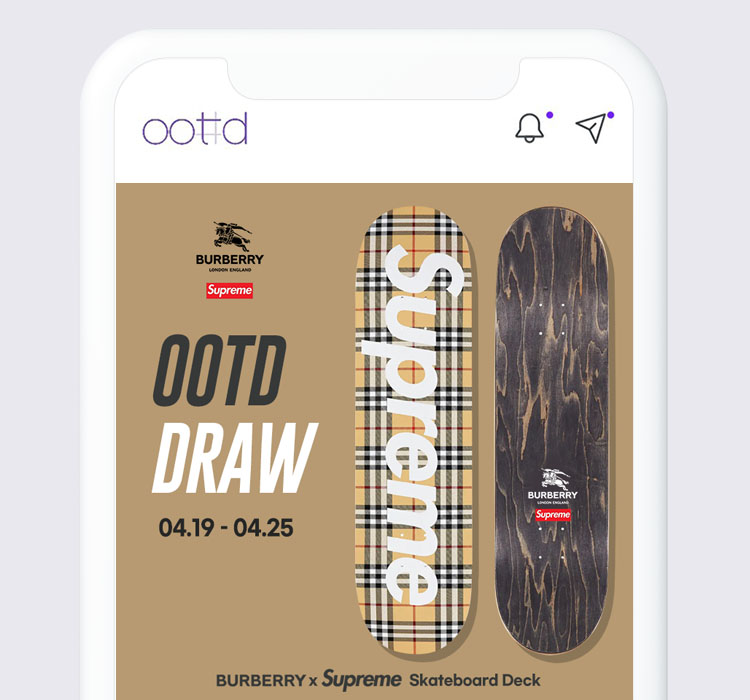 oottd
BURBERRY
LONDON ENGLAND
Supreme
OOTD
DRAW
04.19 - 04.25
Supreme
BURBERRY
LONDON ENGLAND
Supreme
BURBERRY x Supreme Skateboard Deck